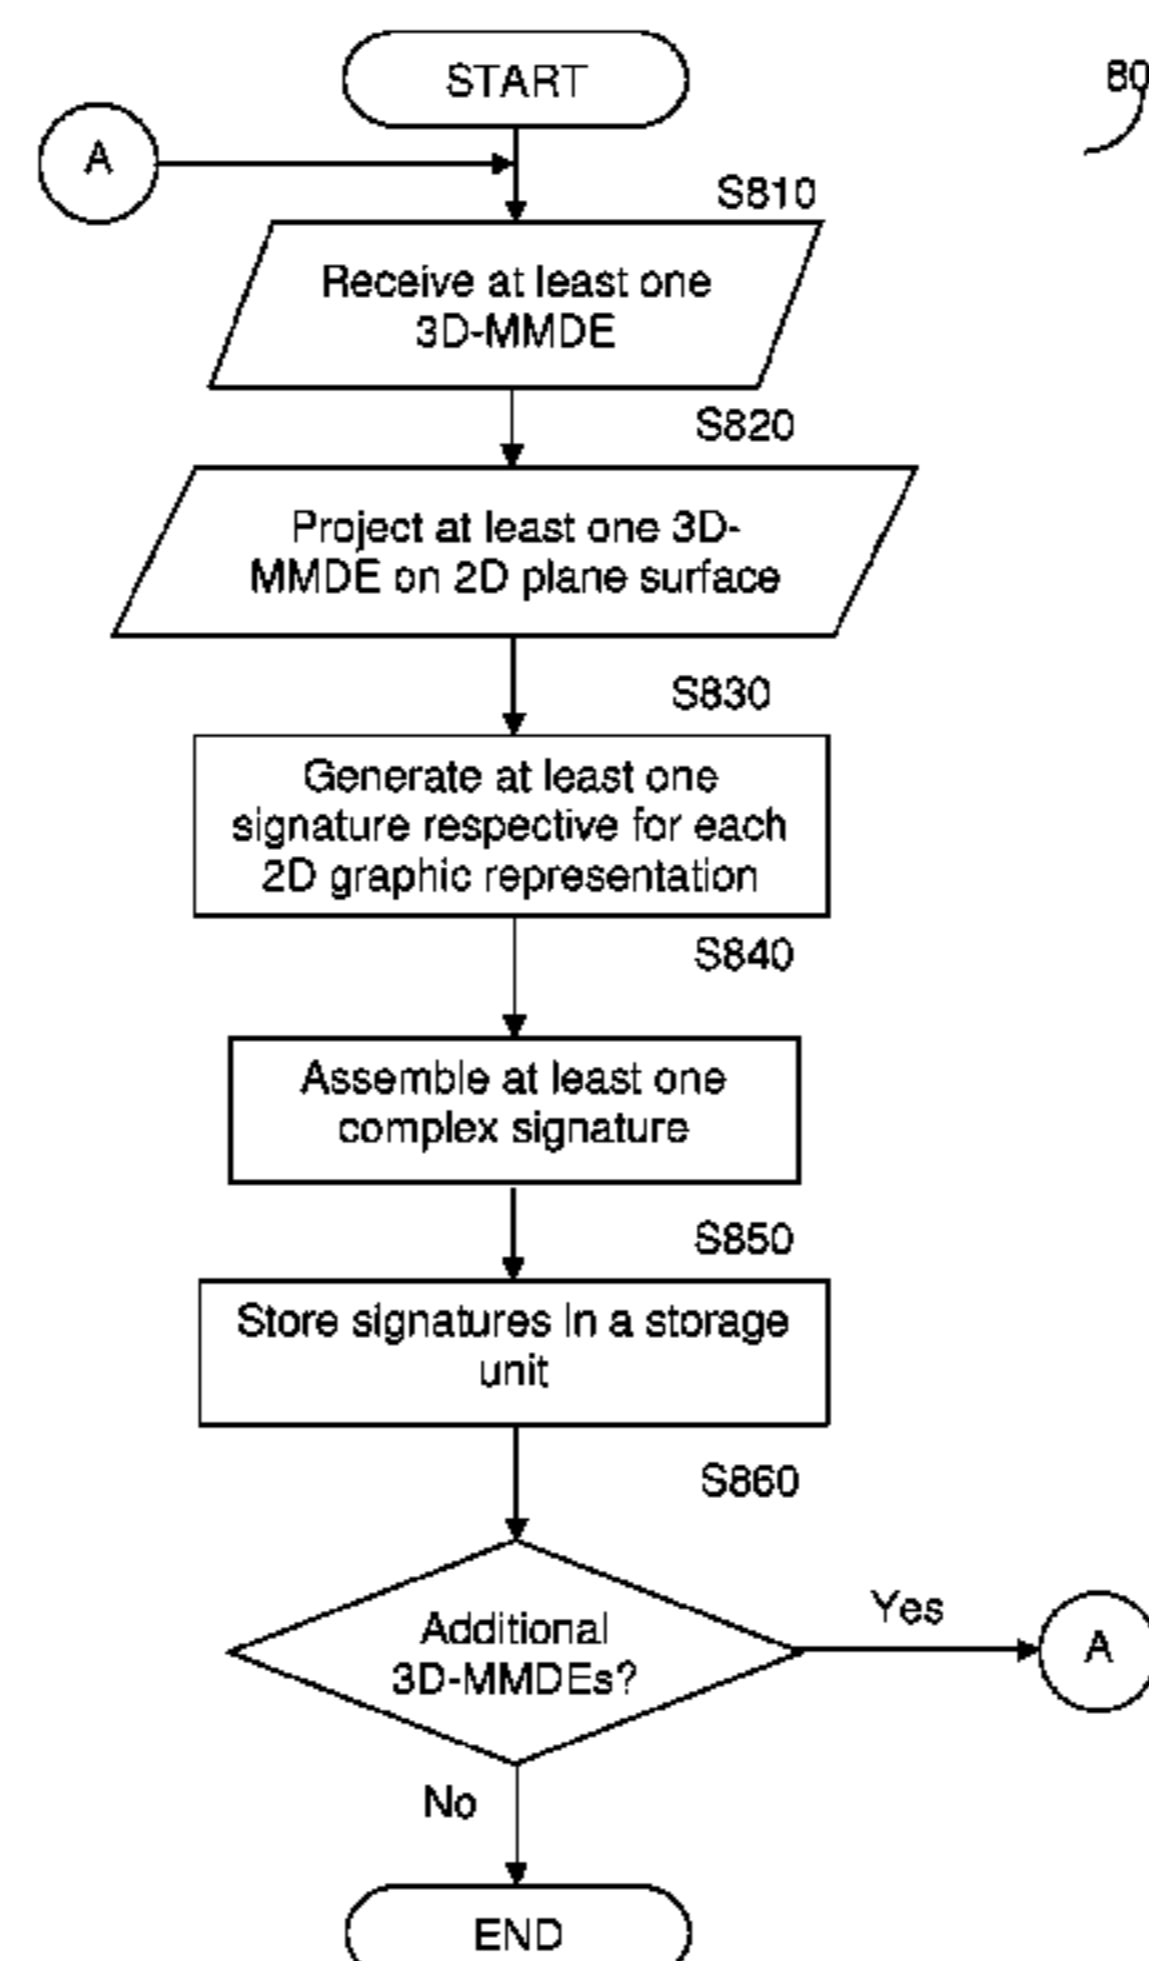 START
80
A
S810
Receive at least one
3D-MMDE
S820
Project at least one 3D-
MMDE on 2D plane surface
S830
Generate at least one
signature respective for each
2D graphic representation
S840
Assemble at least one
complex signature
S850
Store signatures in a storage
unit
S860
Additional
3D-MMDEs?
Yes
A
No
END